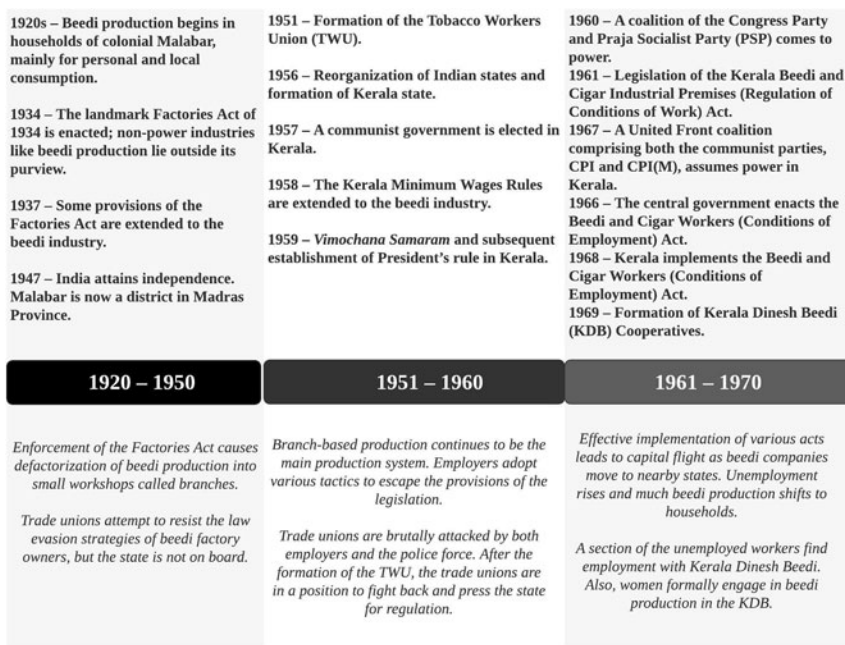 1920s – Beedi production begins in
households of colonial Malabar,
mainly for personal and local
consumption.
1934 – The landmark Factories Act of
1934 is enacted; non-power industries
like beedi production lie outside its
purview.
1937 – Some provisions of the
Factories Act are extended to the
beedi industry.
1947 – India attains independence.
Malabar is now a district in Madras
Province.
1920 – 1950
Enforcement of the Factories Act causes
defactorization of beedi production into
small workshops called branches.
Trade unions attempt to resist the law
evasion strategies of beedi factory
owners, but the state is not on board.
1951 – Formation of the Tobacco Workers
Union (TWU).
1956 – Reorganization of Indian states and
formation of Kerala state.
1957 – A communist government is elected in
Kerala.
1958 – The Kerala Minimum Wages Rules
are extended to the beedi industry.
1959 – Vimochana Samaram and subsequent
establishment of President’s rule in Kerala.
1951 – 1960
Branch-based production continues to be the
main production system. Employers adopt
various tactics to escape the provisions of the
legislation.
Trade unions are brutally attacked by both
employers and the police force. After the
formation of the TWU, the trade unions are
in a position to fight back and press the state
for regulation.
1960 – A coalition of the Congress Party
and Praja Socialist Party (PSP) comes to
power.
1961 – Legislation of the Kerala Beedi and
Cigar Industrial Premises (Regulation of
Conditions of Work) Act.
1967 – A United Front coalition
comprising both the communist parties,
CPI and CPI(M), assumes power in
Kerala.
1966 – The central government enacts the
Beedi and Cigar Workers (Conditions of
Employment) Act.
1968 – Kerala implements the Beedi and
Cigar Workers (Conditions of
Employment) Act.
1969 – Formation of Kerala Dinesh Beedi
(KDB) Cooperatives.
1961 – 1970
Effective implementation of various acts
leads to capital flight as beedi companies
move to nearby states. Unemployment
rises and much beedi production shifts to
households.
A section of the unemployed workers find
employment with Kerala Dinesh Beedi.
Also, women formally engage in beedi
production in the KDB.